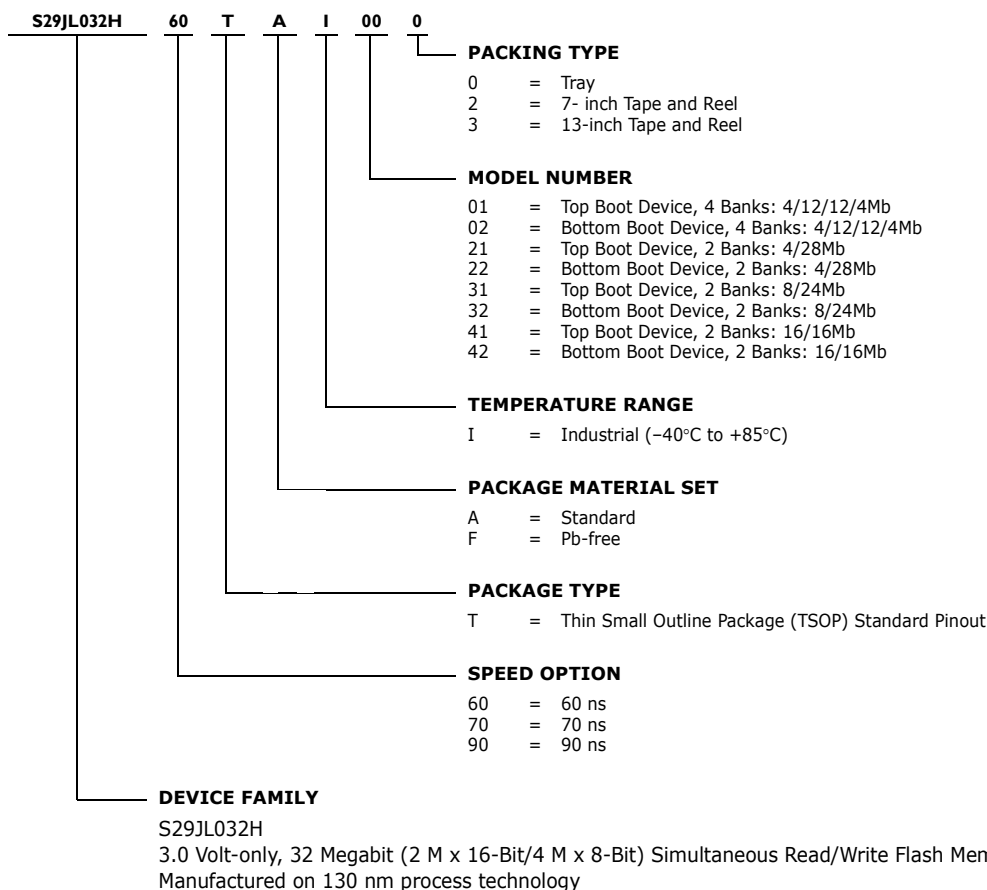 S29JL032H 60 T A I 00 0
PACKING TYPE
0 = Tray
2 = 7- inch Tape and Reel
3 = 13-inch Tape and Reel
MODEL NUMBER
01 = Top Boot Device, 4 Banks: 4/12/12/4Mb
02 = Bottom Boot Device, 4 Banks: 4/12/12/4Mb
21 = Top Boot Device, 2 Banks: 4/28Mb
22 = Bottom Boot Device, 2 Banks: 4/28Mb
31 = Top Boot Device, 2 Banks: 8/24Mb
32 = Bottom Boot Device, 2 Banks: 8/24Mb
41 = Top Boot Device, 2 Banks: 16/16Mb
42 = Bottom Boot Device, 2 Banks: 16/16Mb
TEMPERATURE RANGE
I = Industrial (–40°C to +85°C)
PACKAGE MATERIAL SET
A = Standard
F = Pb-free
PACKAGE TYPE
T = Thin Small Outline Package (TSOP) Standard Pinout
SPEED OPTION
60 = 60 ns
70 = 70 ns
90 = 90 ns
DEVICE FAMILY
S29JL032H
3.0 Volt-only, 32 Megabit (2 M x 16-Bit/4 M x 8-Bit) Simultaneous Read/Write Flash
Manufactured on 130 nm process technology